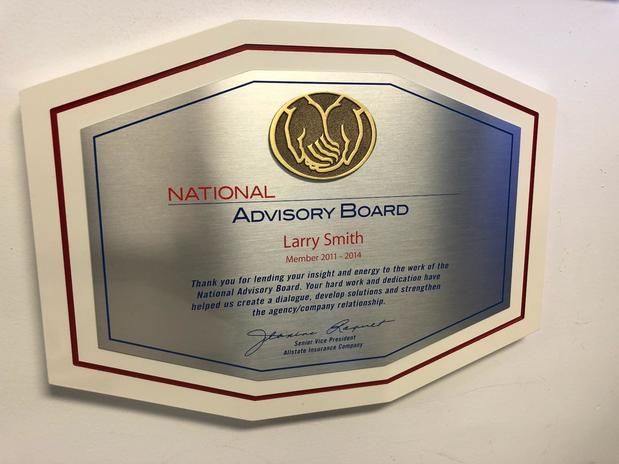 NATIONAL
ADVISORY BOARD
Larry Smith
Member 2011 - 2014
Thank you for lending your insight and energy to the work of the
National Advisory Board. Your hard work and dedication have
helped us create a dialogue, develop solutions and strengthen
the agency/company relationship.
Senior Vice President
Allstate Insurance Company